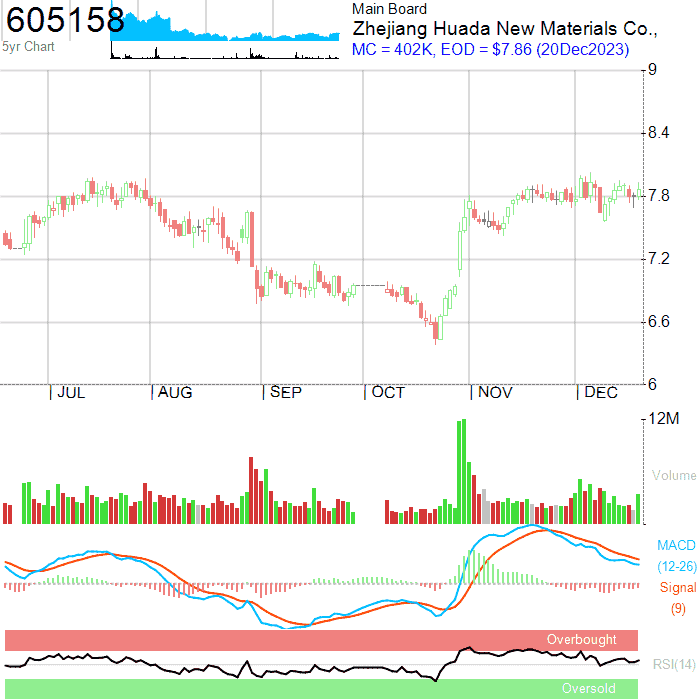 605158
5yr Chart
Main Board
Zhejiang Huada New Materials Co.,
MC = 402K, EOD = $7.86 (20Dec2023)
9
8.4
7.8
7.2
6.6
6
JUL AUG SEP OCT NOV DEC
12M
Volume
MACD
(12-26)
Signal
(9)
Overbought
RSI(14)
Oversold